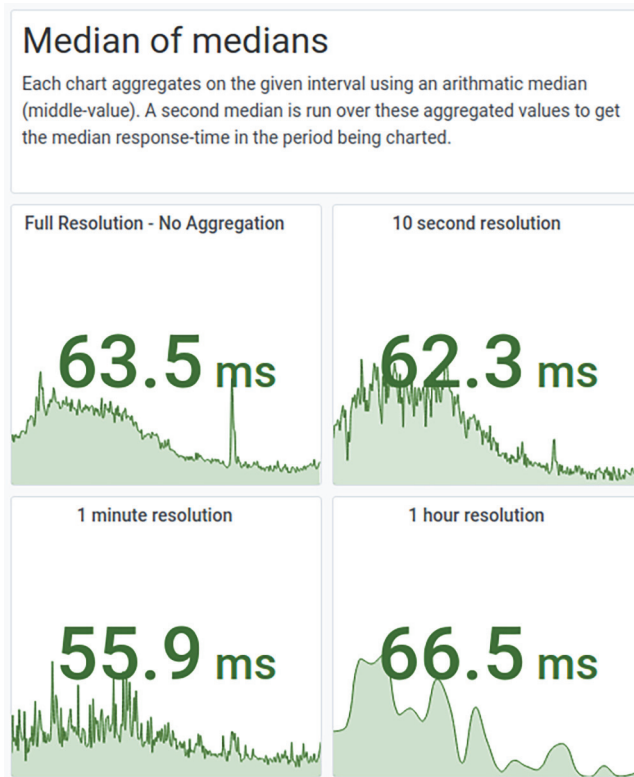 Median of medians
Each chart aggregates on the given interval using an arithmatic median
(middle-value). A second median is run over these aggregated values to get
the median response-time in the period being charted.
Full Resolution - No Aggregation
63.5 ms
10 second resolution
62.3 ms
1 minute resolution
55.9 ms
1 hour resolution
66.5 ms